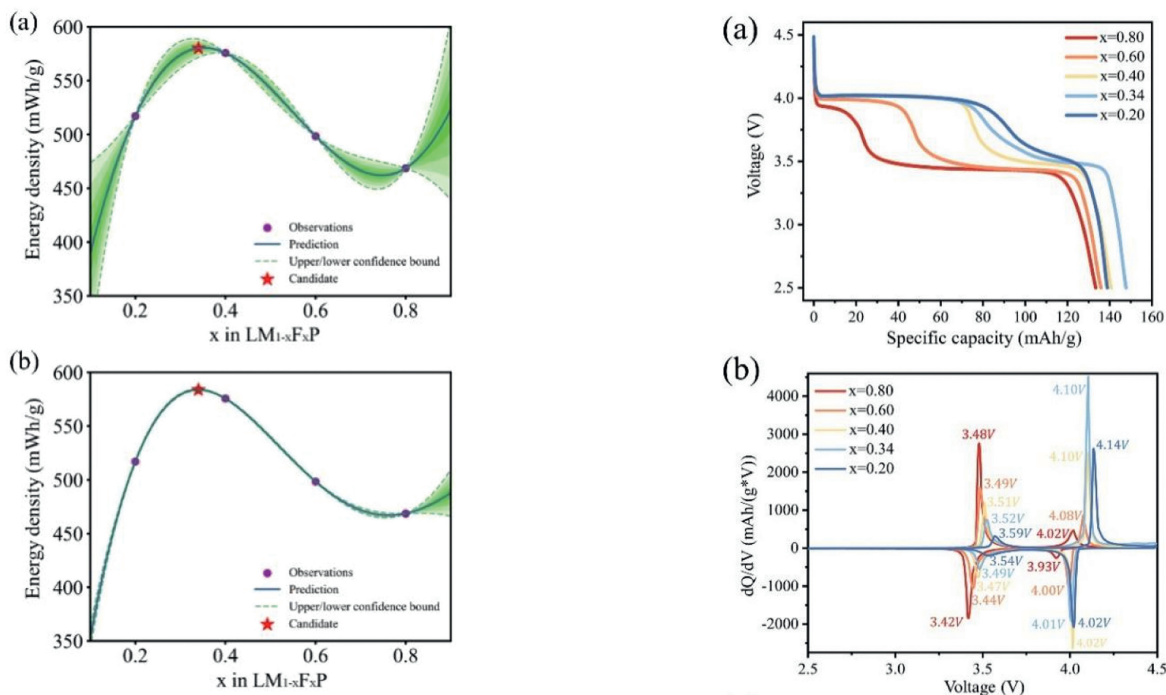 (a)
600
550
500
450
400
350
Energy density (mWh/g)
Observations
Prediction
Upper/lower confidence bound
Candidate
0.2 0.4 0.6 0.8
x in LM1-xFxP
(b)
600
550
500
450
400
350
Energy density (mWh/g)
Observations
Prediction
Upper/lower confidence bound
Candidate
0.2 0.4 0.6 0.8
x in LM1-xFxP
(a)
4.5
4.0
3.5
3.0
2.5
Voltage (V)
x=0.80
x=0.60
x=0.40
x=0.34
x=0.20
0 20 40 60 80 100 120 140 160
Specific capacity (mAh/g)
(b)
4000
3000
2000
1000
0
-1000
-2000
dQ/dV (mAh/(g*V))
x=0.80
x=0.60
x=0.40
x=0.34
x=0.20
3.48V
3.49V
3.51V
3.52V
3.59V
4.10V
4.14V
4.10V
4.08V
4.02V
3.54V
3.49V
3.47V
3.44V
3.42V
3.93V
4.00V
4.01V
4.02V
4.02V
2.5 3.0 3.5 4.0 4.5
Voltage (V)